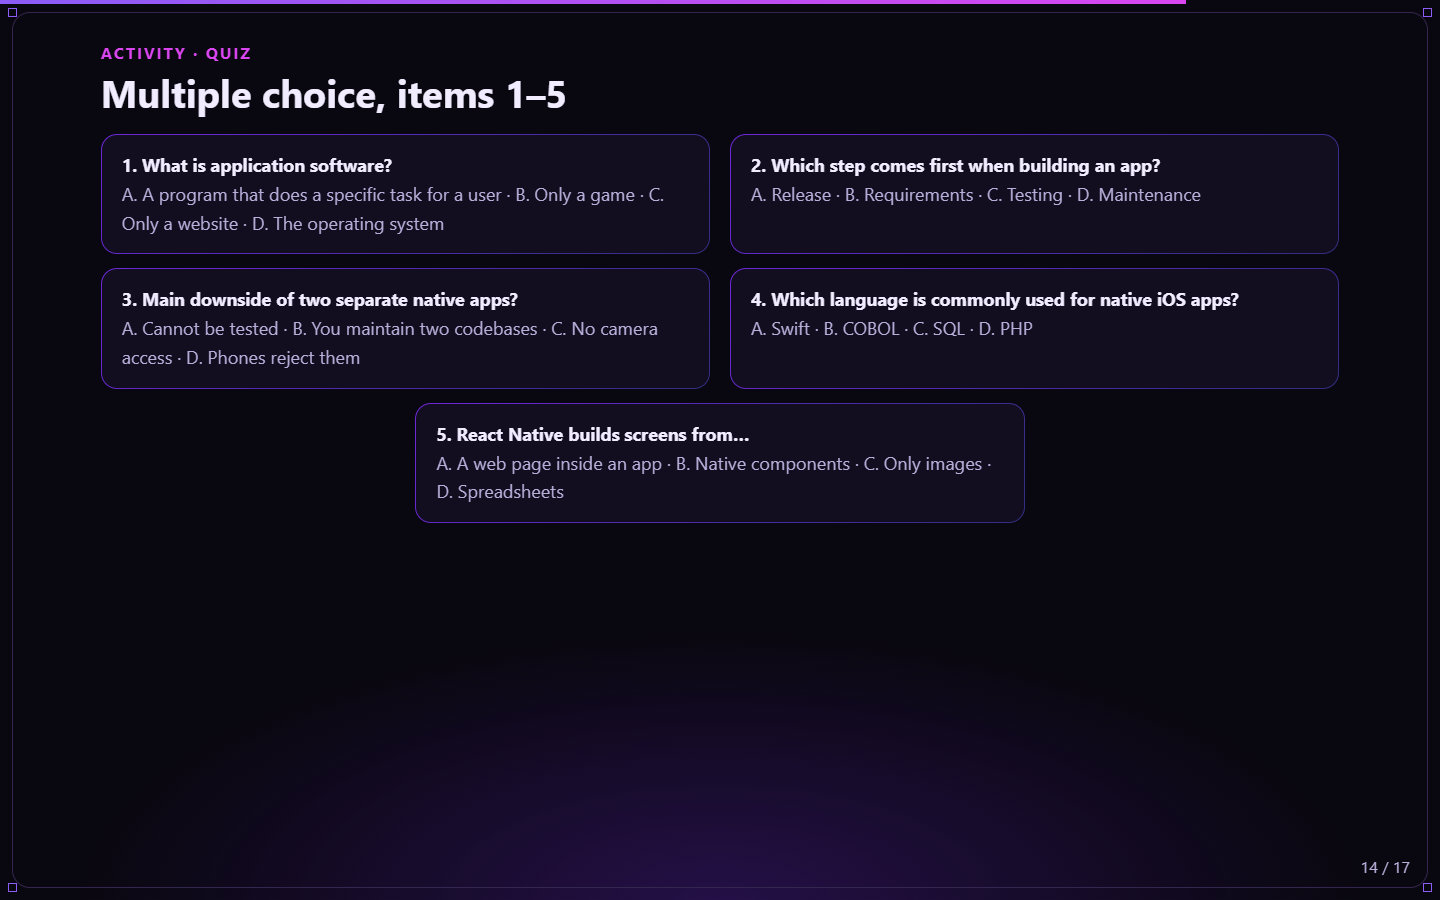 ACTIVITY · QUIZ
Multiple choice, items 1–5
1. What is application software?
A. A program that does a specific task for a user · B. Only a game · C.
Only a website · D. The operating system
2. Which step comes first when building an app?
A. Release · B. Requirements · C. Testing · D. Maintenance
3. Main downside of two separate native apps?
A. Cannot be tested · B. You maintain two codebases · C. No camera
access · D. Phones reject them
4. Which language is commonly used for native iOS apps?
A. Swift · B. COBOL · C. SQL · D. PHP
5. React Native builds screens from…
A. A web page inside an app · B. Native components · C. Only images ·
D. Spreadsheets
14 / 17